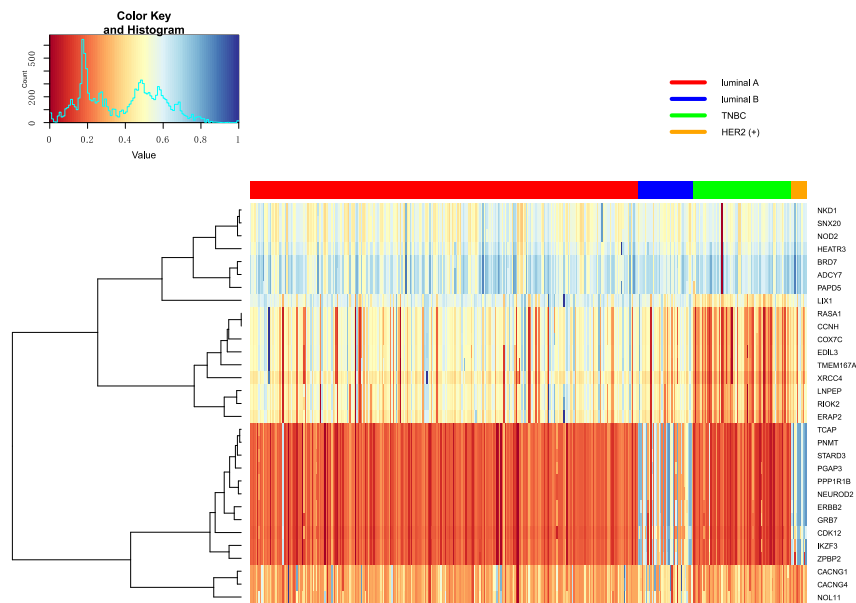 Color Key
and Histogram
Count
0 200 500
0 0.2 0.4 0.6 0.8 1
Value
luminal A
luminal B
TNBC
HER2 (+)
NKD1
SNX20
NOD2
HEATR3
BRD7
ADCY7
PAPD5
LIX1
RASA1
CCNH
COX7C
EDIL3
TMEM167A
XRCC4
LNPEP
RIOK2
ERAP2
TCAP
PNMT
STARD3
PGAP3
PPP1R1B
NEUROD2
ERBB2
GRB7
CDK12
IKZF3
ZPBP2
CACNG1
CACNG4
NOL11